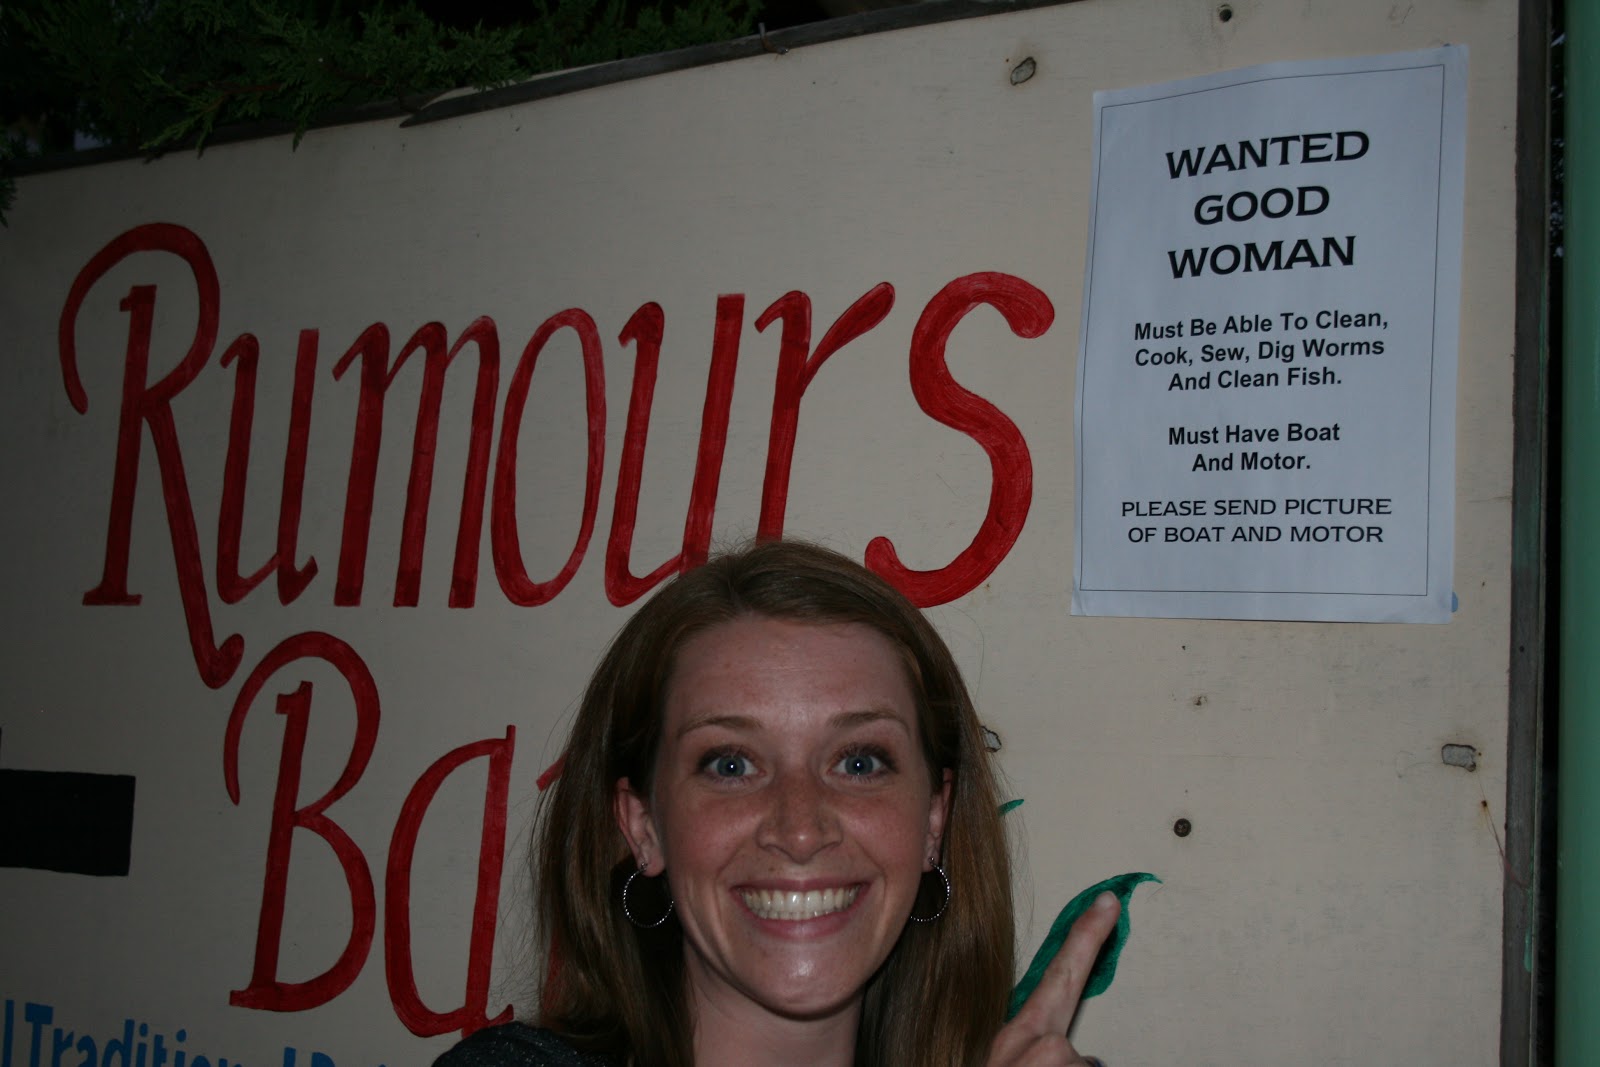 Rumours
WANTED
GOOD
WOMAN
Must Be Able To Clean,
Cook, Sew, Dig Worms
And Clean Fish.
Must Have Boat
And Motor.
PLEASE SEND PICTURE
OF BOAT AND MOTOR
Traditional